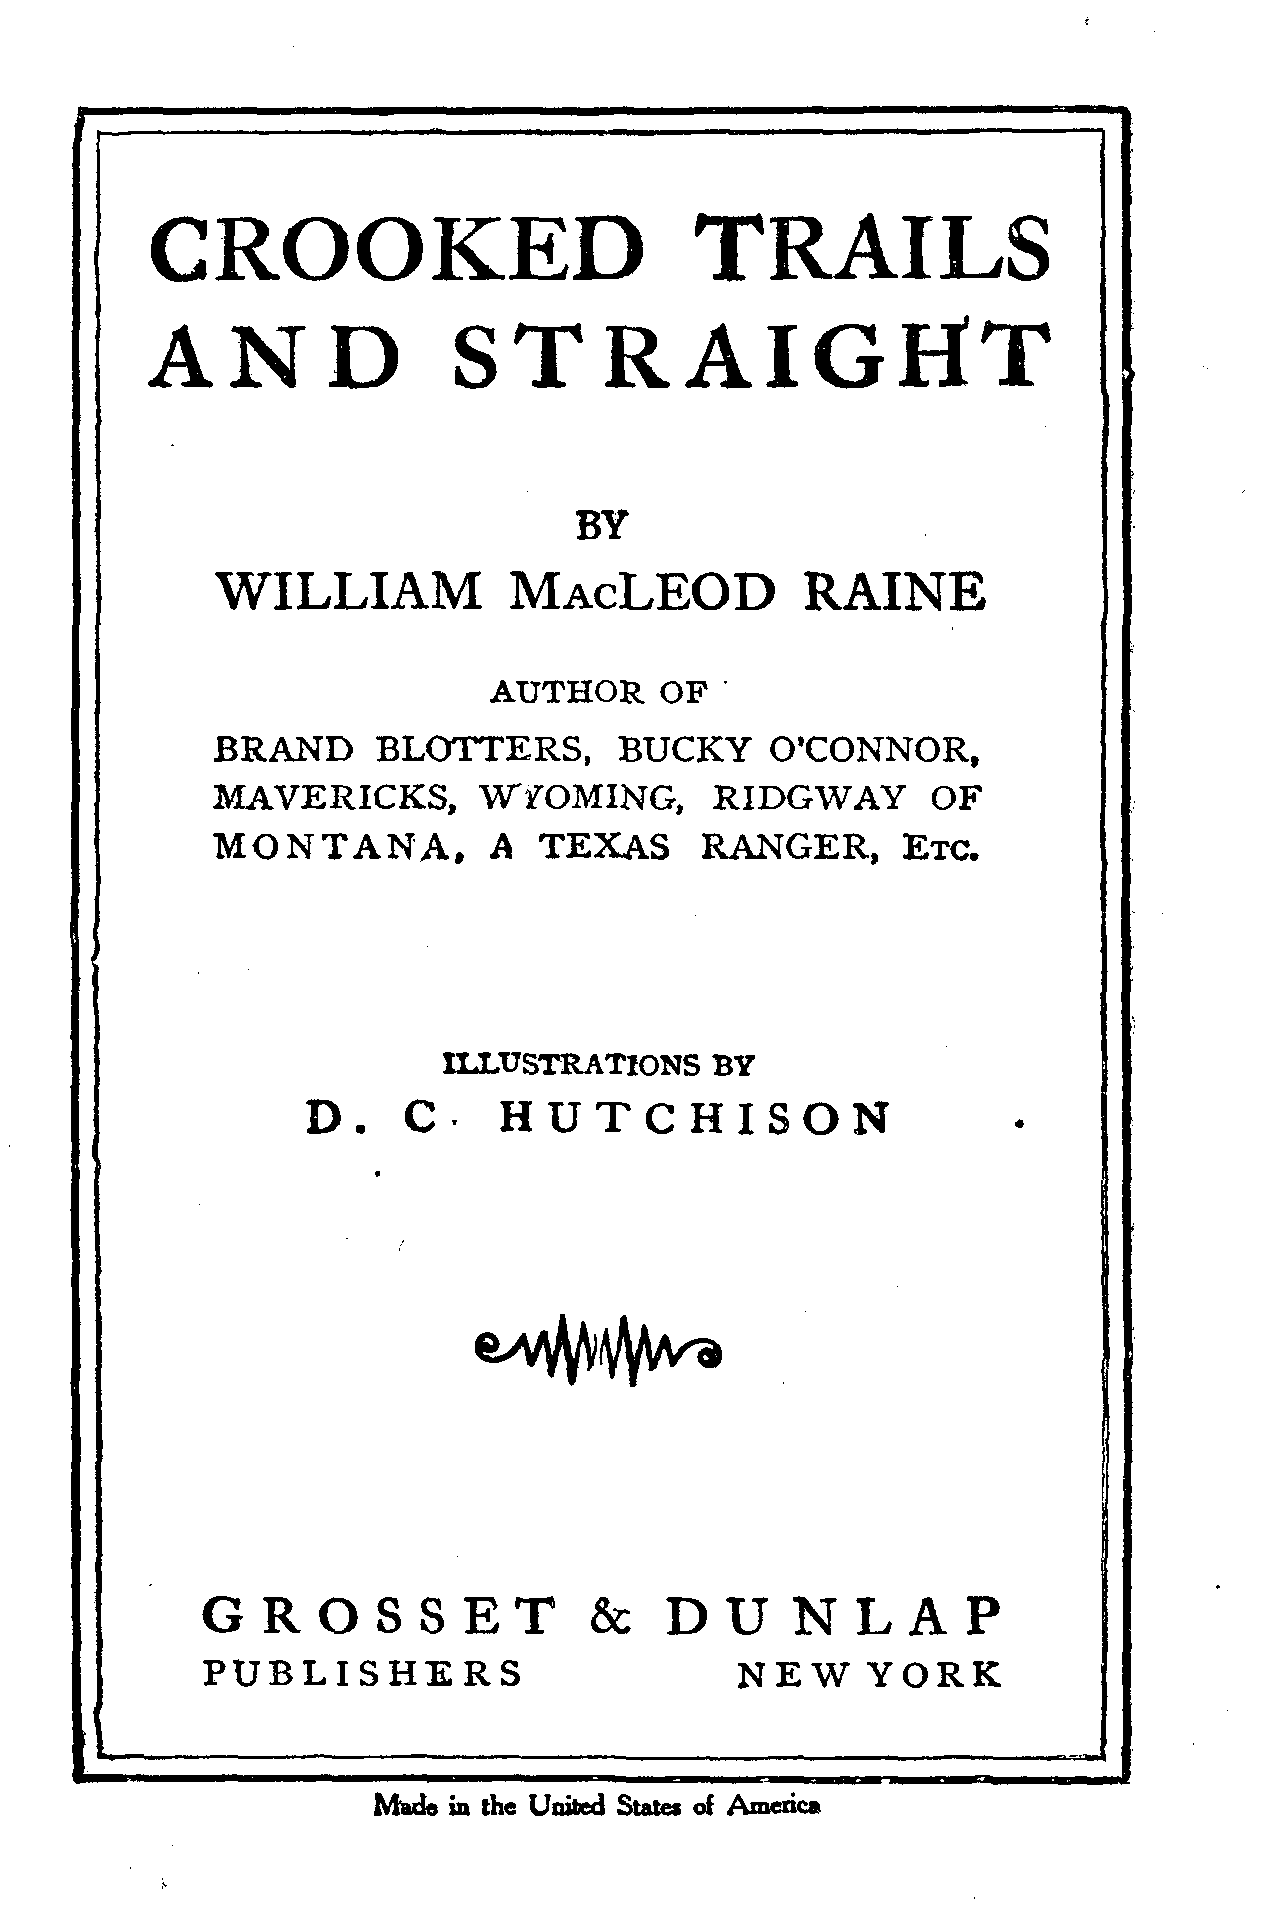 CROOKED TRAILS
AND STRAIGHT
BY
WILLIAM MACLEOD RAINE
AUTHOR OF
BRAND BLOTTERS, BUCKY O'CONNOR,
MAVERICKS, WYOMING, RIDGWAY OF
MONTANA, A TEXAS RANGER, ETC.
ILLUSTRATIONS BY
D. C. HUTCHISON
GROSSET & DUNLAP
PUBLISHERS NEW YORK
Made in the United States of America